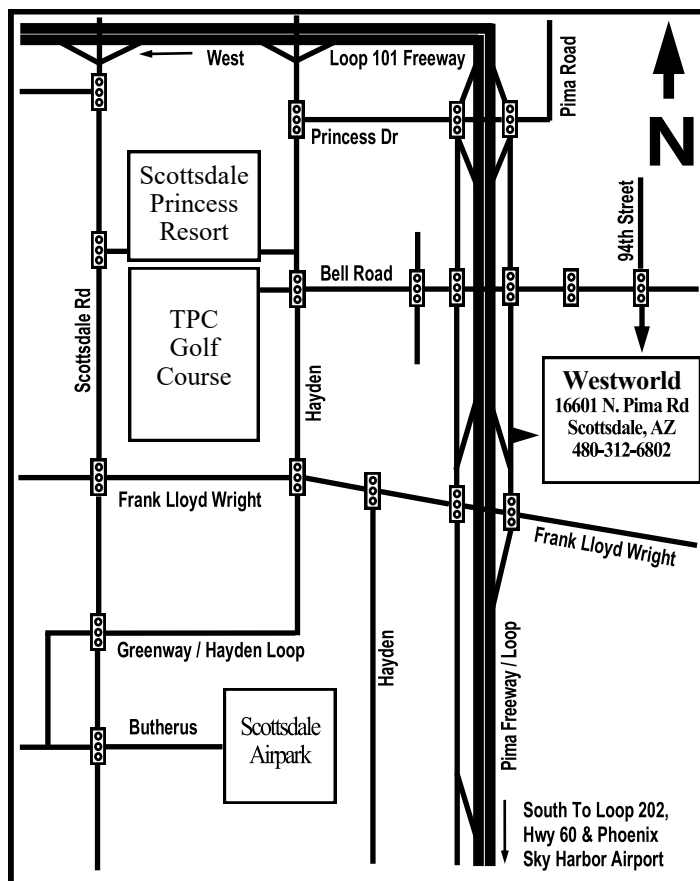 West
Loop 101 Freeway
Pima Road
N
Princess Dr
Scottsdale
Princess
Resort
94th Street
Bell Road
Scottsdale Rd
TPC
Golf
Course
Hayden
Westworld
16601 N. Pima Rd
Scottsdale, AZ
480-312-6802
Frank Lloyd Wright
Frank Lloyd Wright
Greenway / Hayden Loop
Hayden
Pima Freeway / Loop
Butherus
Scottsdale
Airpark
South To Loop 202,
Hwy 60 & Phoenix
Sky Harbor Airport